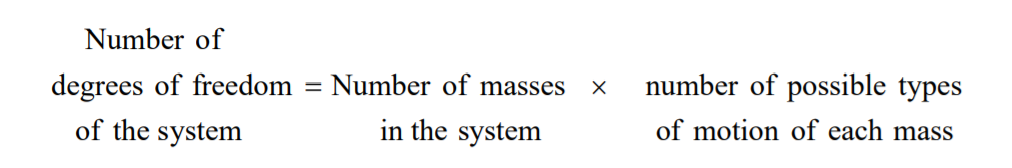 Number of
degrees of freedom = Number of masses × number of possible types
of the system in the system of motion of each mass